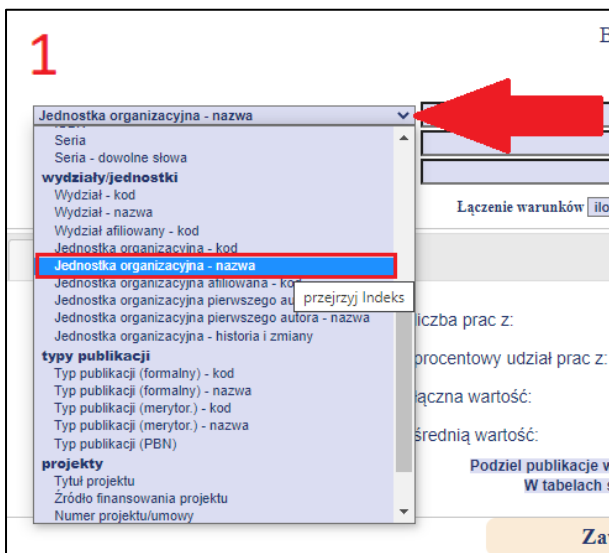 1
Jednostka organizacyjna - nazwa
Seria
Seria - dowolne słowa
wydziały/jednostki
Wydział - kod
Wydział - nazwa
Wydział afiliowany - kod
Jednostka organizacyjna - kod
Jednostka organizacyjna - nazwa
Jednostka organizacyjna afiliowana - kod
Jednostka organizacyjna pierwszego au
przejrzyj Indeks
Jednostka organizacyjna pierwszego autora - nazwa
Jednostka organizacyjna - historia i zmiany
typy publikacji
Typ publikacji (formalny) - kod
Typ publikacji (formalny) - nazwa
Typ publikacji (merytor.) - kod
Typ publikacji (merytor.) - nazwa
Typ publikacji (PBN)
projekty
Tytuł projektu
Źródło finansowania projektu
Numer projektu/umowy
Łączenie warunków ilo
liczba prac z:
procentowy udział prac z:
łączna wartość:
średnią wartość:
Podziel publikacje w
W tabelach s
Za